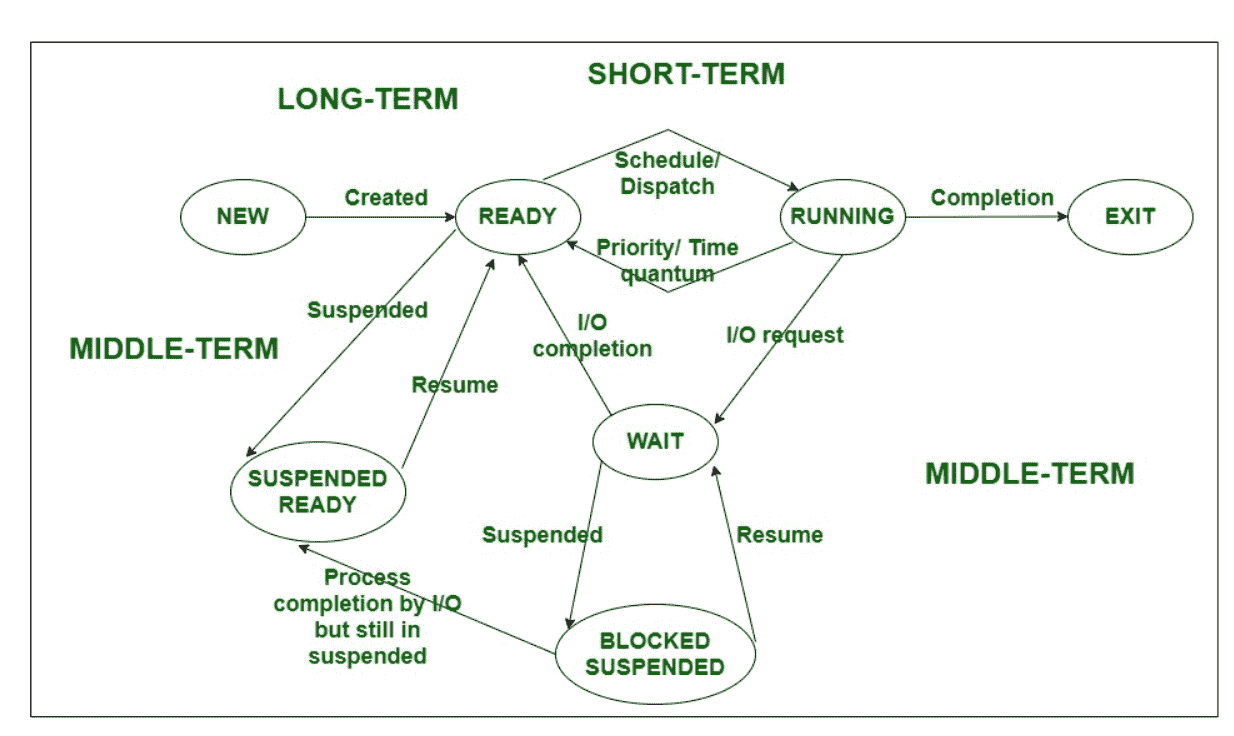 SHORT-TERM
LONG-TERM
Schedule/
Dispatch
NEW
Created
READY
RUNNING
Completion
EXIT
Priority/ Time
quantum
Suspended
I/O
completion
I/O request
MIDDLE-TERM
Resume
WAIT
SUSPENDED
READY
MIDDLE-TERM
Suspended
Resume
Process
completion by I/O
but still in
suspended
BLOCKED
SUSPENDED